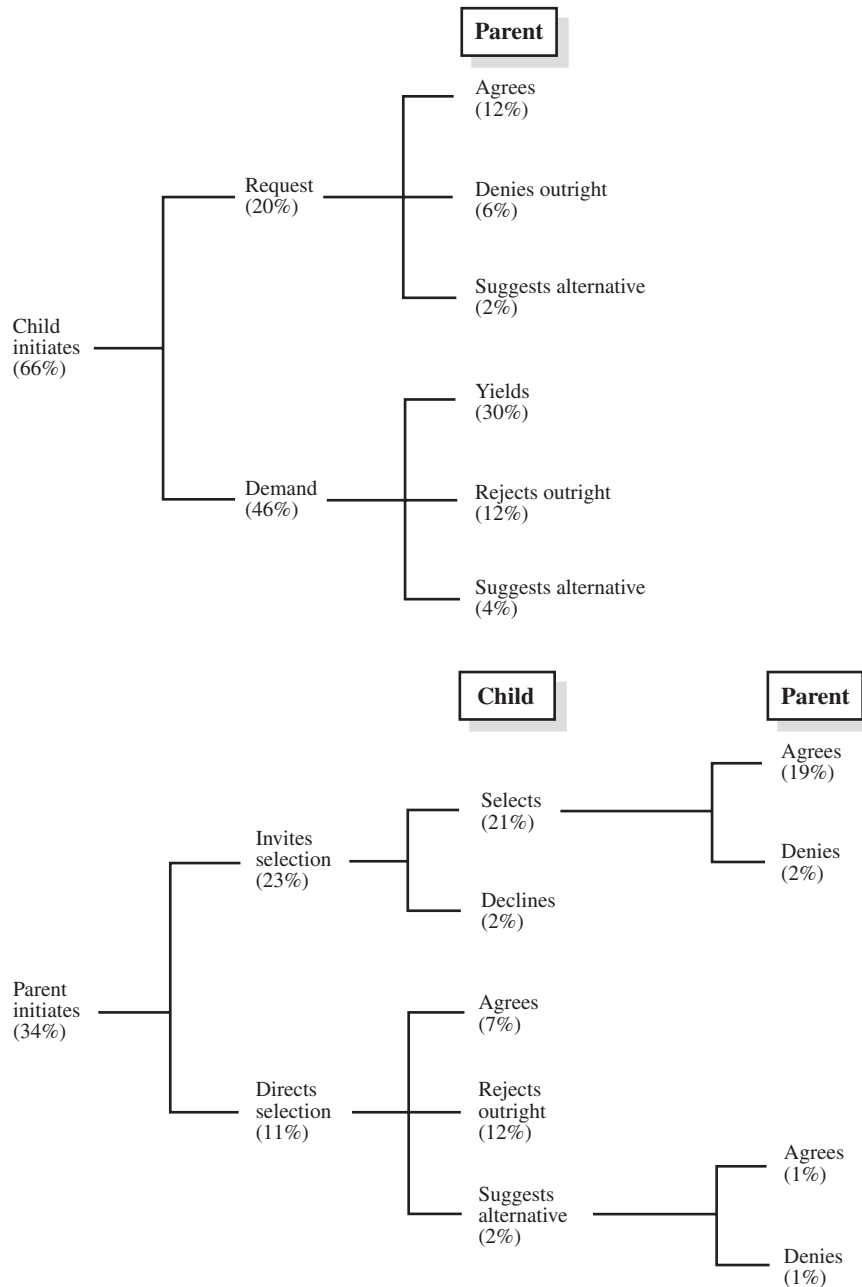 Parent
Agrees
(12%)
Request
(20%)
Denies outright
(6%)
Suggests alternative
(2%)
Child
initiates
(66%)
Yields
(30%)
Demand
(46%)
Rejects outright
(12%)
Suggests alternative
(4%)
Child
Parent
Agrees
(19%)
Selects
(21%)
Invites
selection
(23%)
Denies
(2%)
Declines
(2%)
Parent
initiates
(34%)
Agrees
(7%)
Directs
selection
(11%)
Rejects
outright
(12%)
Agrees
(1%)
Suggests
alternative
(2%)
Denies
(1%)